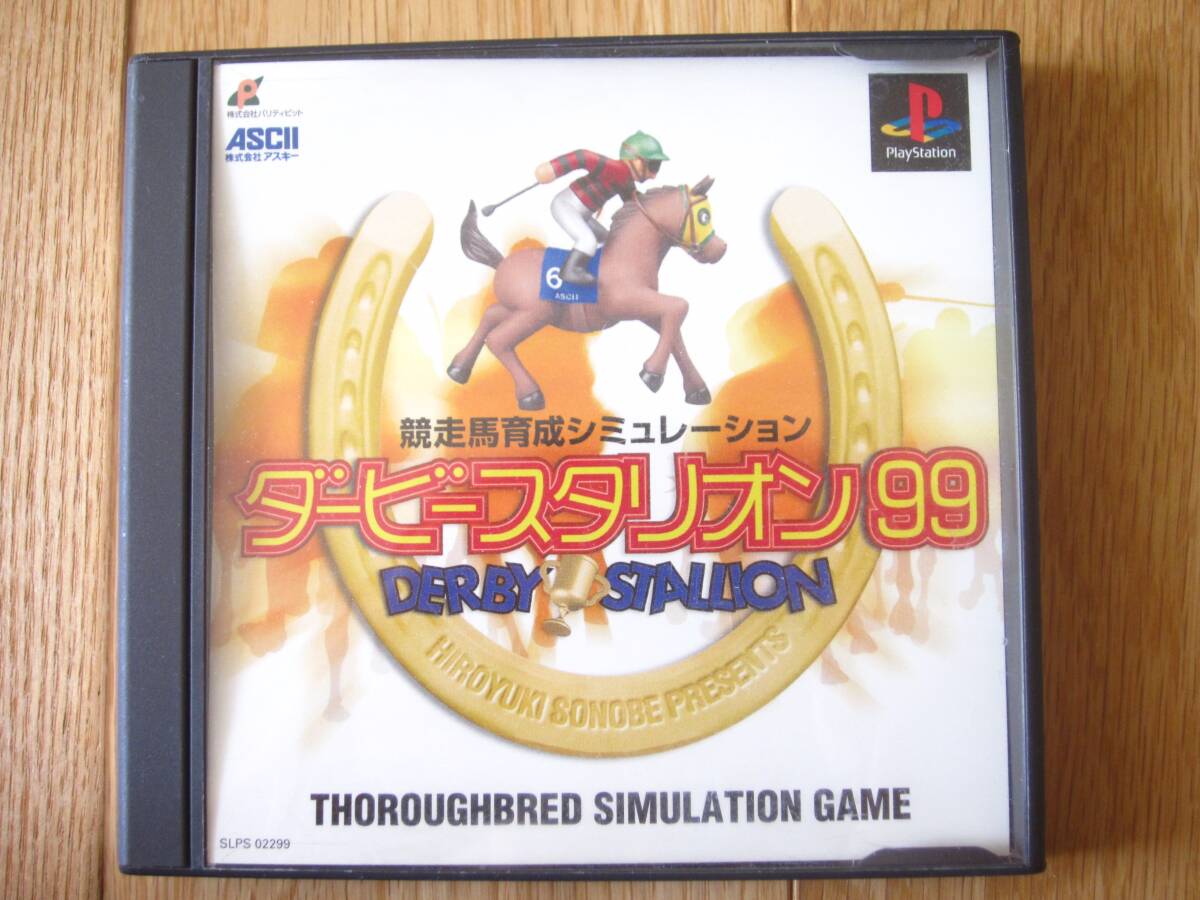 株式会社パリティビット
ASCII
株式会社アスキー
PlayStation
6
ASCII
競走馬育成シミュレーション
ダービースタリオン99
DERBY STALLION
HIROYUKI SONOBE PRESENTS
THOROUGHBRED SIMULATION GAME
SLPS 02299